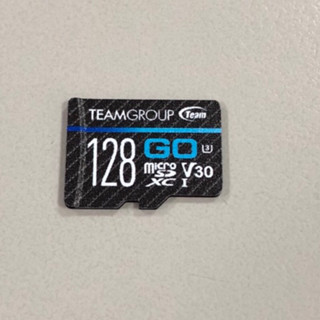 TEAMGROUP Team
128 GO U3
micro SD XC I V30